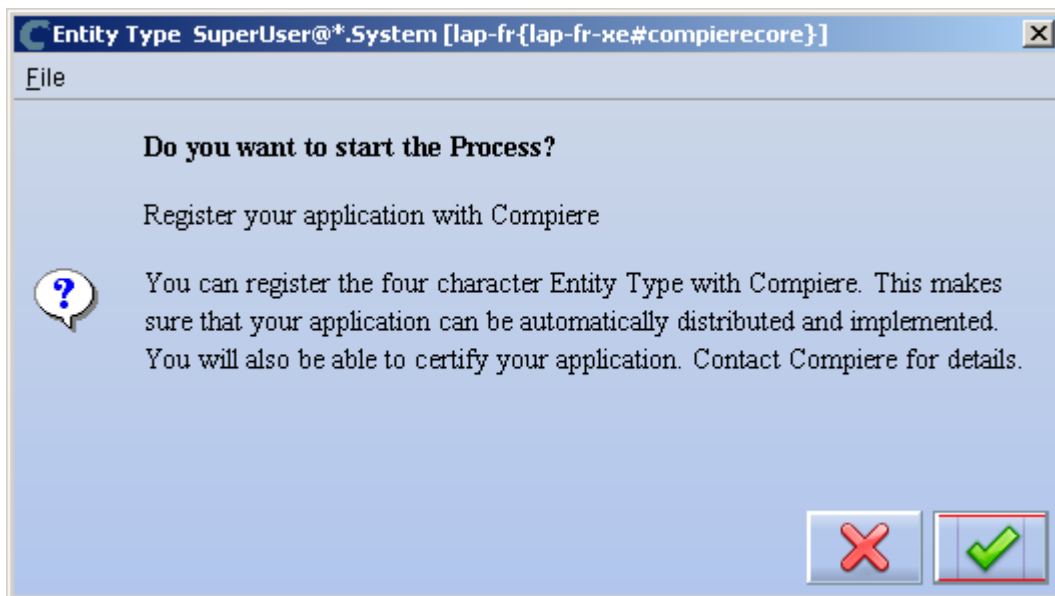 Entity Type SuperUser@*.System [lap-fr{lap-fr-xe#compierecore}]
File
Do you want to start the Process?
Register your application with Compiere
You can register the four character Entity Type with Compiere. This makes
sure that your application can be automatically distributed and implemented.
You will also be able to certify your application. Contact Compiere for details.